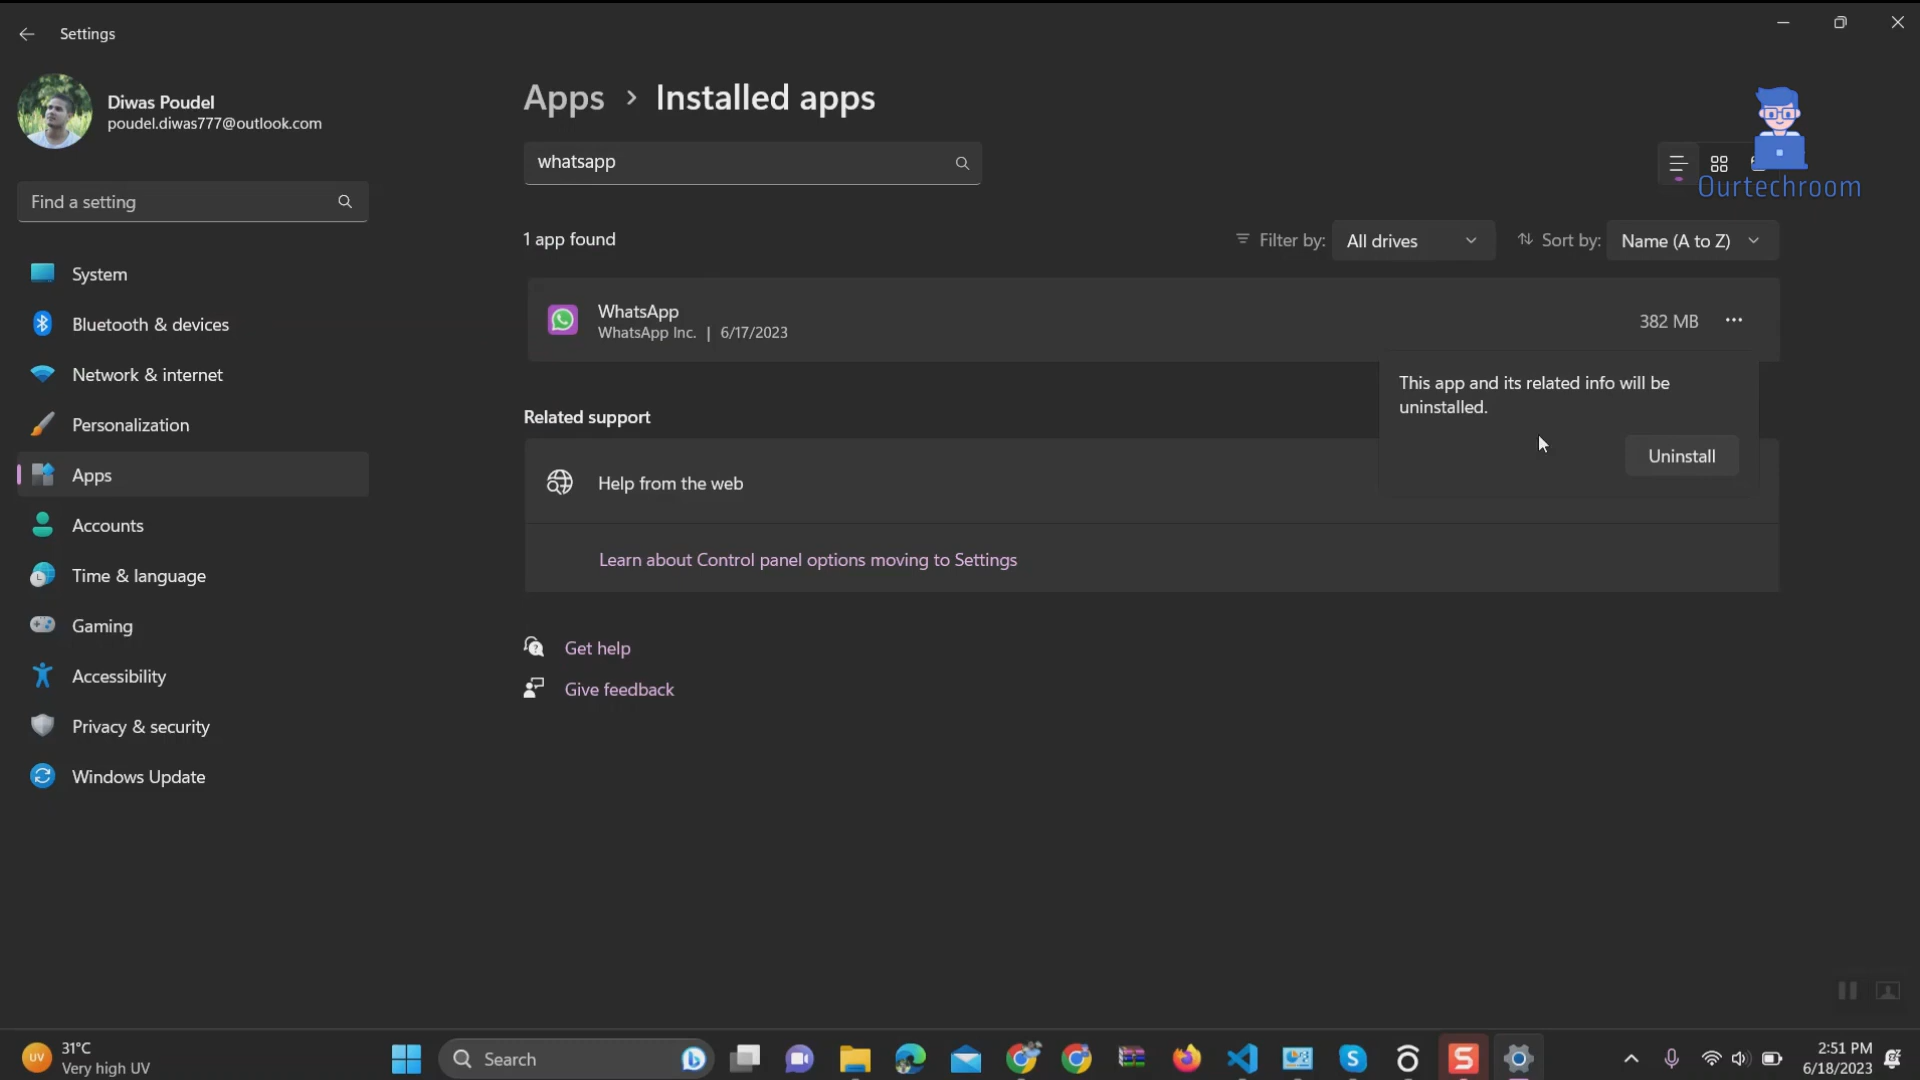 Settings
Diwas Poudel
poudel.diwas777@outlook.com
Find a setting
System
Bluetooth & devices
Network & internet
Personalization
Apps
Accounts
Time & language
Gaming
Accessibility
Privacy & security
Windows Update
Apps > Installed apps
whatsapp
Ourtechroom
1 app found
Filter by: All drives
Sort by: Name (A to Z)
WhatsApp
WhatsApp Inc. | 6/17/2023
382 MB
This app and its related info will be
uninstalled.
Uninstall
Related support
Help from the web
Learn about Control panel options moving to Settings
Get help
Give feedback
UV
31°C
Very high UV
Search
2:51 PM
6/18/2023